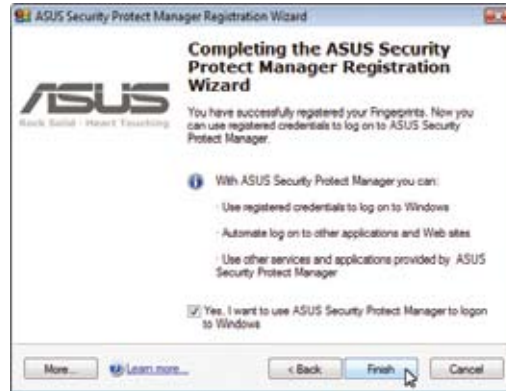 ASUS Security Protect Manager Registration Wizard
Completing the ASUS Security
Protect Manager Registration
Wizard
ASUS
Rock Solid · Heart Touching
You have successfully registered your Fingerprints. Now you
can use registered credentials to log on to ASUS Security
Protect Manager.
With ASUS Security Protect Manager you can:
· Use registered credentials to log on to Windows
· Automate log on to other applications and Web sites
· Use other services and applications provided by ASUS
Security Protect Manager
Yes, I want to use ASUS Security Protect Manager to logon
to Windows
More...
Learn more...
< Back
Finish
Cancel